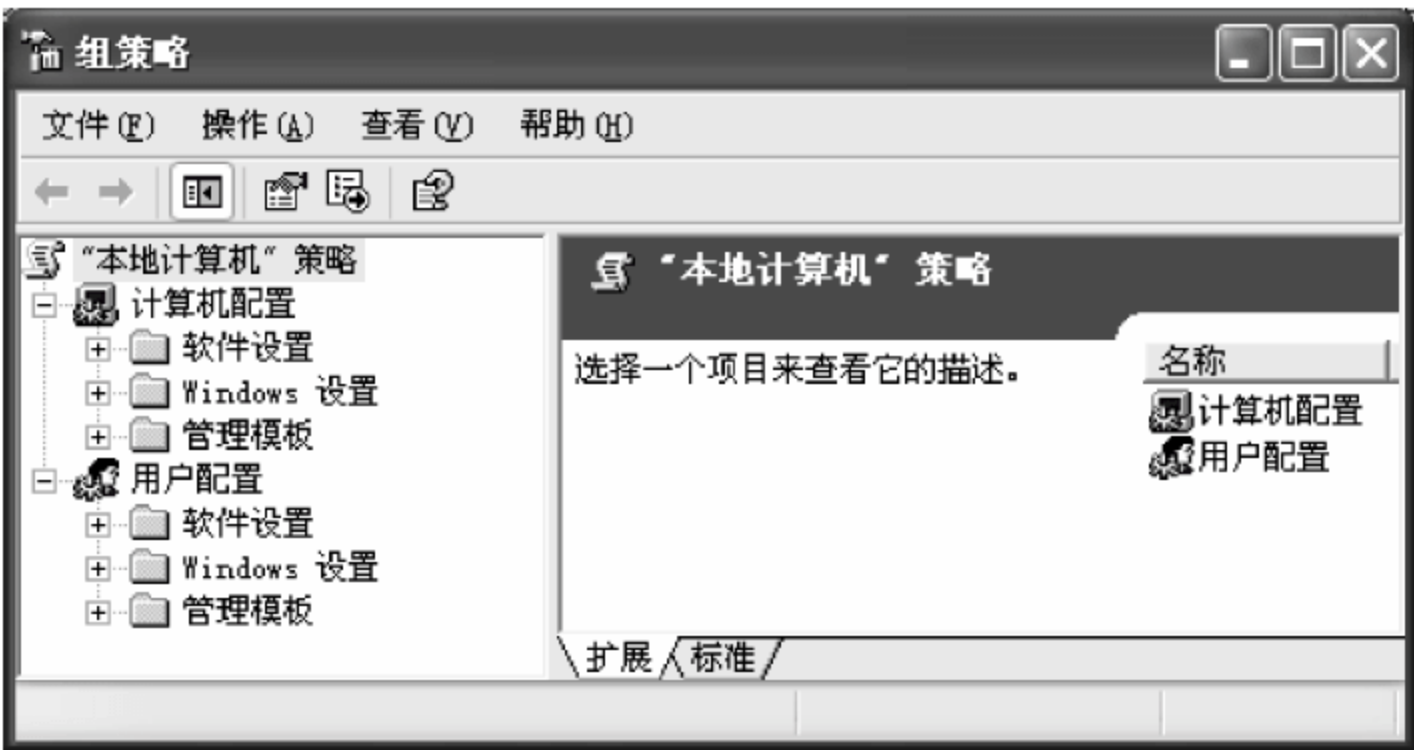 组策略
文件(F) 操作(A) 查看(V) 帮助(H)
“本地计算机” 策略
计算机配置
软件设置
Windows 设置
管理模板
用户配置
软件设置
Windows 设置
管理模板
“本地计算机” 策略
选择一个项目来查看它的描述。
名称
计算机配置
用户配置
扩展 标准